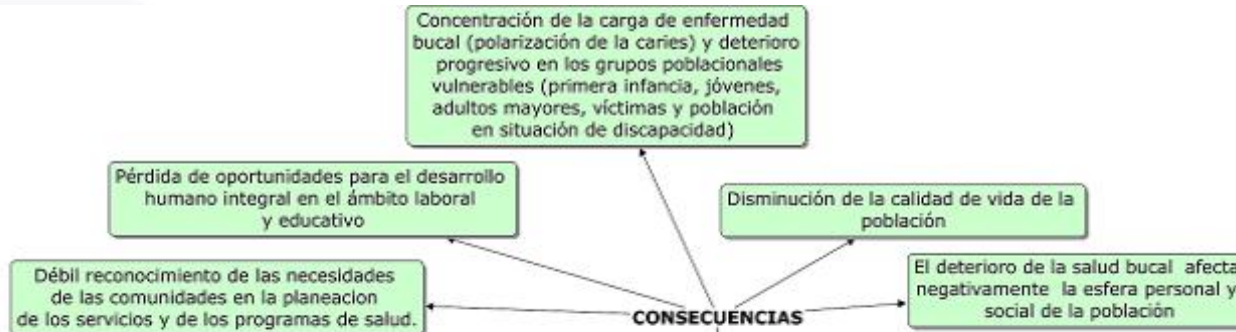 Concentración de la carga de enfermedad
bucal (polarización de la caries) y deterioro
progresivo en los grupos poblacionales
vulnerables (primera infancia, jóvenes,
adultos mayores, víctimas y población
en situación de discapacidad)
Pérdida de oportunidades para el desarrollo
humano integral en el ámbito laboral
y educativo
Disminución de la calidad de vida de la
población
Débil reconocimiento de las necesidades
de las comunidades en la planeacion
de los servicios y de los programas de salud.
El deterioro de la salud bucal afecta
negativamente la esfera personal y
social de la población
CONSECUENCIAS